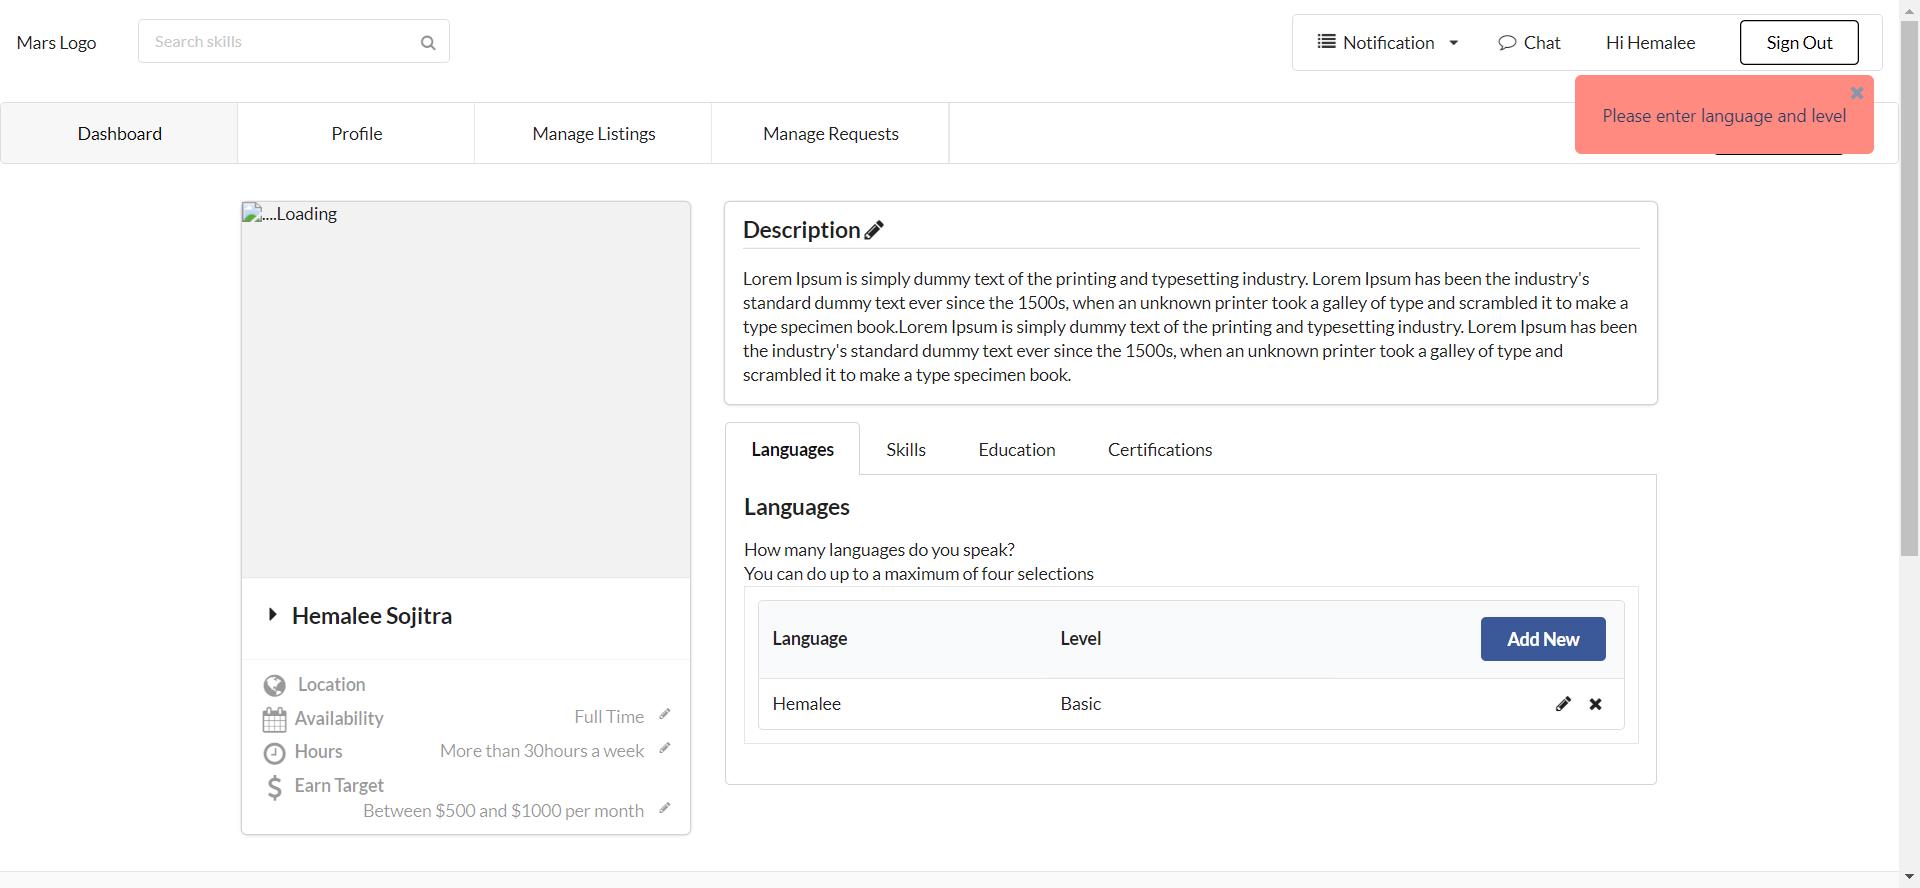 Mars Logo
Search skills
Notification
Chat
Hi Hemalee
Sign Out
Please enter language and level
Dashboard
Profile
Manage Listings
Manage Requests
....Loading
Hemalee Sojitra
Location
Availability
Full Time
Hours
More than 30hours a week
Earn Target
Between $500 and $1000 per month
Description
Lorem Ipsum is simply dummy text of the printing and typesetting industry. Lorem Ipsum has been the industry's
standard dummy text ever since the 1500s, when an unknown printer took a galley of type and scrambled it to make a
type specimen book.Lorem Ipsum is simply dummy text of the printing and typesetting industry. Lorem Ipsum has been
the industry's standard dummy text ever since the 1500s, when an unknown printer took a galley of type and
scrambled it to make a type specimen book.
Languages
Skills
Education
Certifications
Languages
How many languages do you speak?
You can do up to a maximum of four selections
Language
Level
Add New
Hemalee
Basic